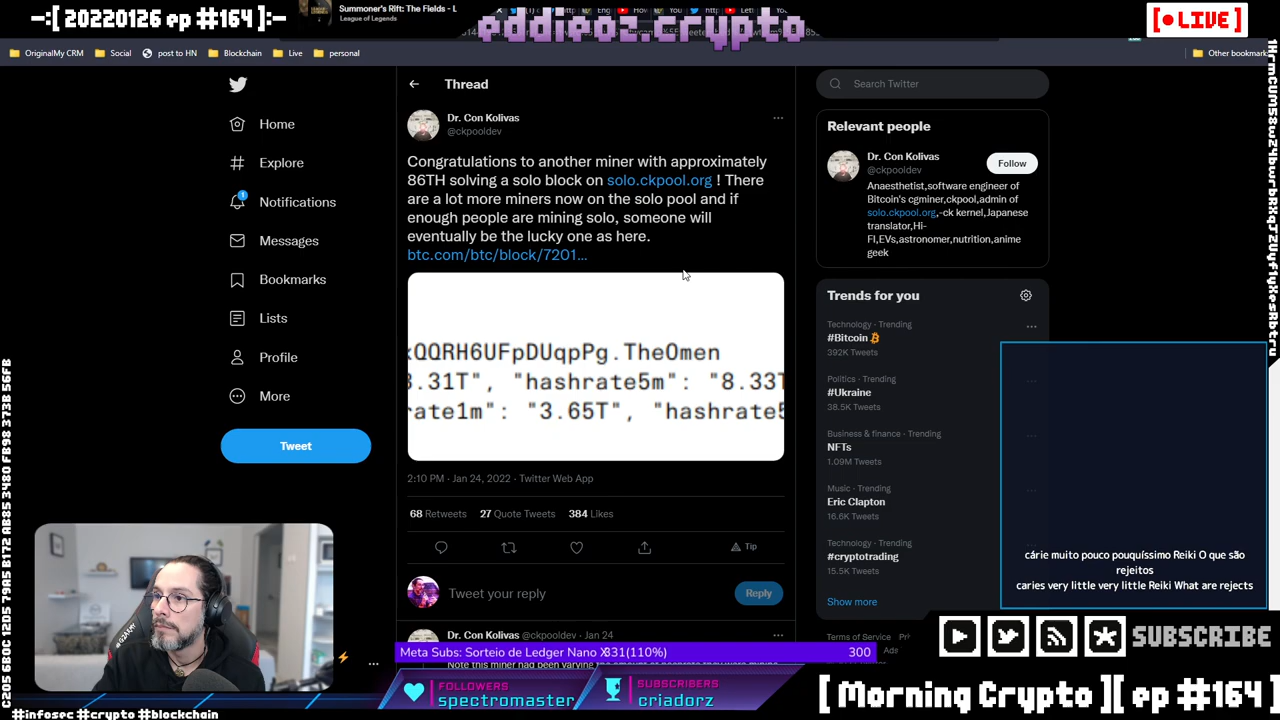 -:[ 20220126 ep #164 ]:-
Summoner's Rift: The Fields - L
League of Legends
eddieoz.crypto
[ ● LIVE ]
OriginalMy CRM
Social
post to HN
Blockchain
Live
personal
Other bookmark
Home
Explore
1
Notifications
Messages
Bookmarks
Lists
Profile
More
Tweet
Thread
Dr. Con Kolivas
@ckpooldev
Congratulations to another miner with approximately
86TH solving a solo block on solo.ckpool.org ! There
are a lot more miners now on the solo pool and if
enough people are mining solo, someone will
eventually be the lucky one as here.
btc.com/btc/block/7201...
QQRH6UFpDUqpPg.TheOmen
3.31T", "hashrate5m": "8.33T
rate1m": "3.65T", "hashrate5
2:10 PM · Jan 24, 2022 · Twitter Web App
68 Retweets 27 Quote Tweets 384 Likes
Tip
Tweet your reply
Reply
Dr. Con Kolivas @ckpooldev · Jan 24
Search Twitter
Relevant people
Dr. Con Kolivas
@ckpooldev
Follow
Anaesthetist,software engineer of
Bitcoin's cgminer,ckpool,admin of
solo.ckpool.org,-ck kernel,Japanese
translator,Hi-
FI,EVs,astronomer,nutrition,anime
geek
Trends for you
Technology · Trending
#Bitcoin
392K Tweets
Politics · Trending
#Ukraine
38.5K Tweets
Business & finance · Trending
NFTs
1.09M Tweets
Music · Trending
Eric Clapton
16.6K Tweets
Technology · Trending
#cryptotrading
15.5K Tweets
Show more
Terms of Service
cárie muito pouco pouquíssimo Reiki O que são
rejeitos
caries very little very little Reiki What are rejects
Meta Subs: Sorteio de Ledger Nano X
331(110%)
300
FOLLOWERS
spectromaster
SUBSCRIBERS
criadorz
SUBSCRIBE
[ Morning Crypto ][ ep #164 ]
#infosec #crypto #blockchain